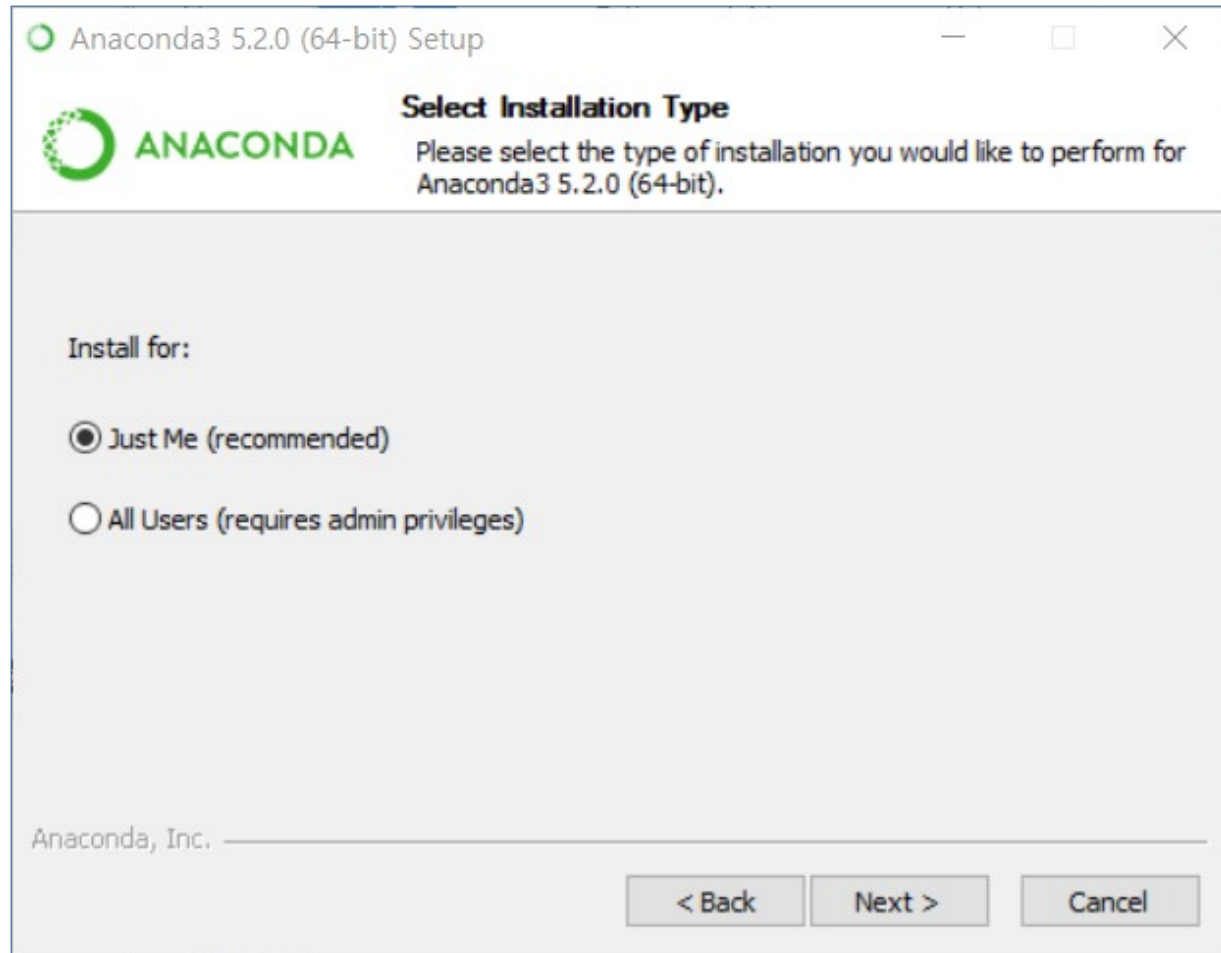 Anaconda3 5.2.0 (64-bit) Setup
ANACONDA
Select Installation Type
Please select the type of installation you would like to perform for
Anaconda3 5.2.0 (64-bit).
Install for:
Just Me (recommended)
All Users (requires admin privileges)
Anaconda, Inc.
< Back Next > Cancel